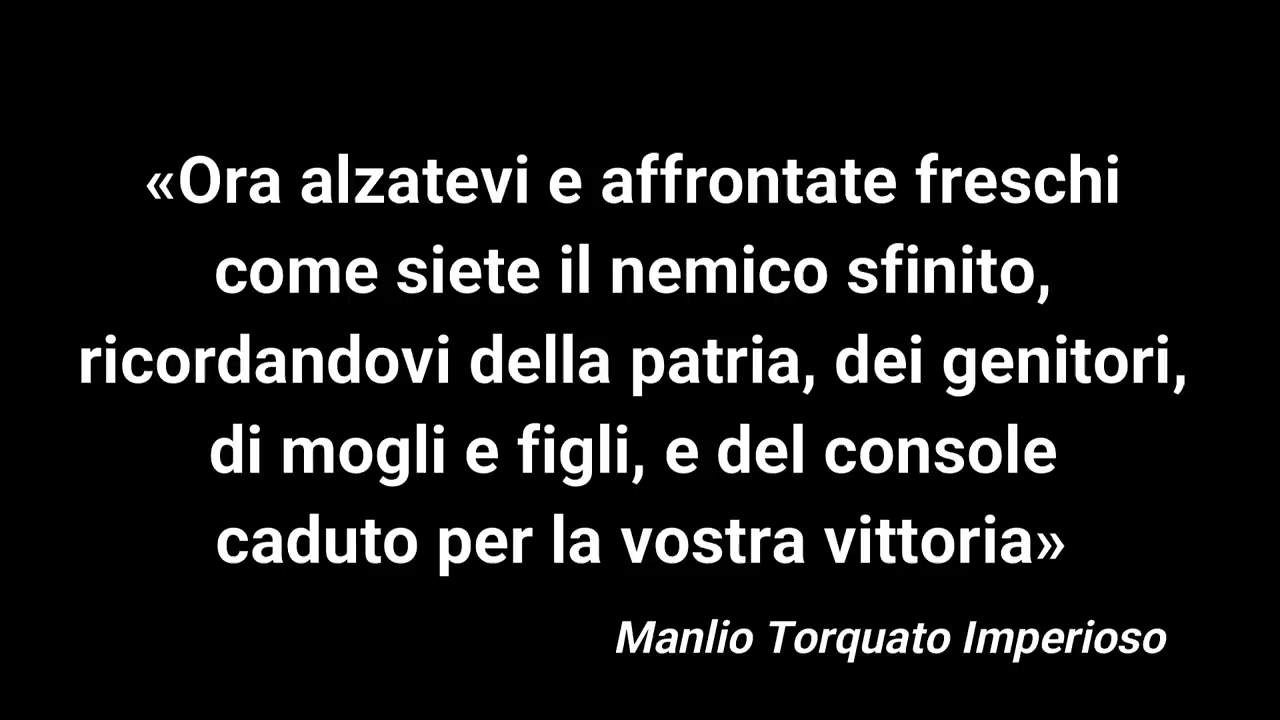 «Ora alzatevi e affrontate freschi
come siete il nemico sfinito,
ricordandovi della patria, dei genitori,
di mogli e figli, e del console
caduto per la vostra vittoria»
Manlio Torquato Imperioso